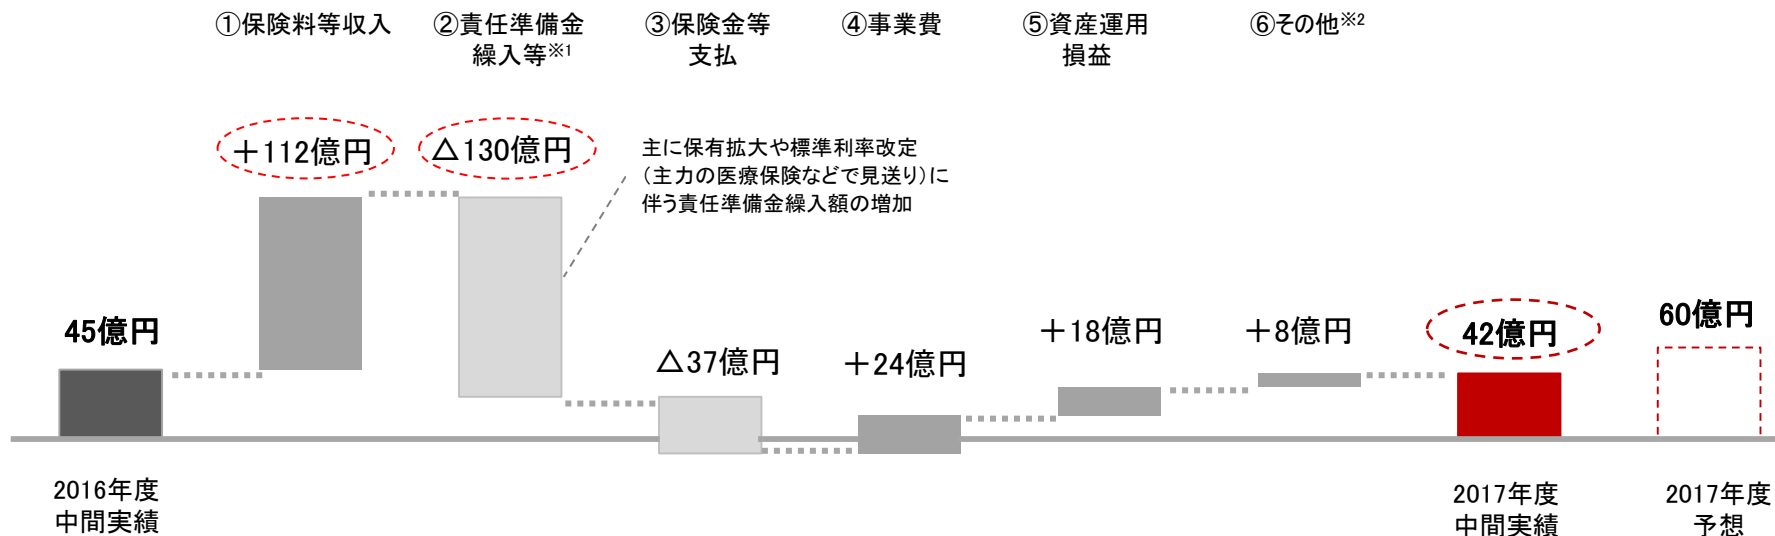 ①保険料等収入
②責任準備金
繰入等※1
③保険金等
支払
④事業費
⑤資産運用
損益
⑥その他※2
＋112億円
△130億円
主に保有拡大や標準利率改定
（主力の医療保険などで見送り）に
伴う責任準備金繰入額の増加
45億円
△37億円
＋24億円
＋18億円
＋8億円
42億円
60億円
2016年度
中間実績
2017年度
中間実績
2017年度
予想